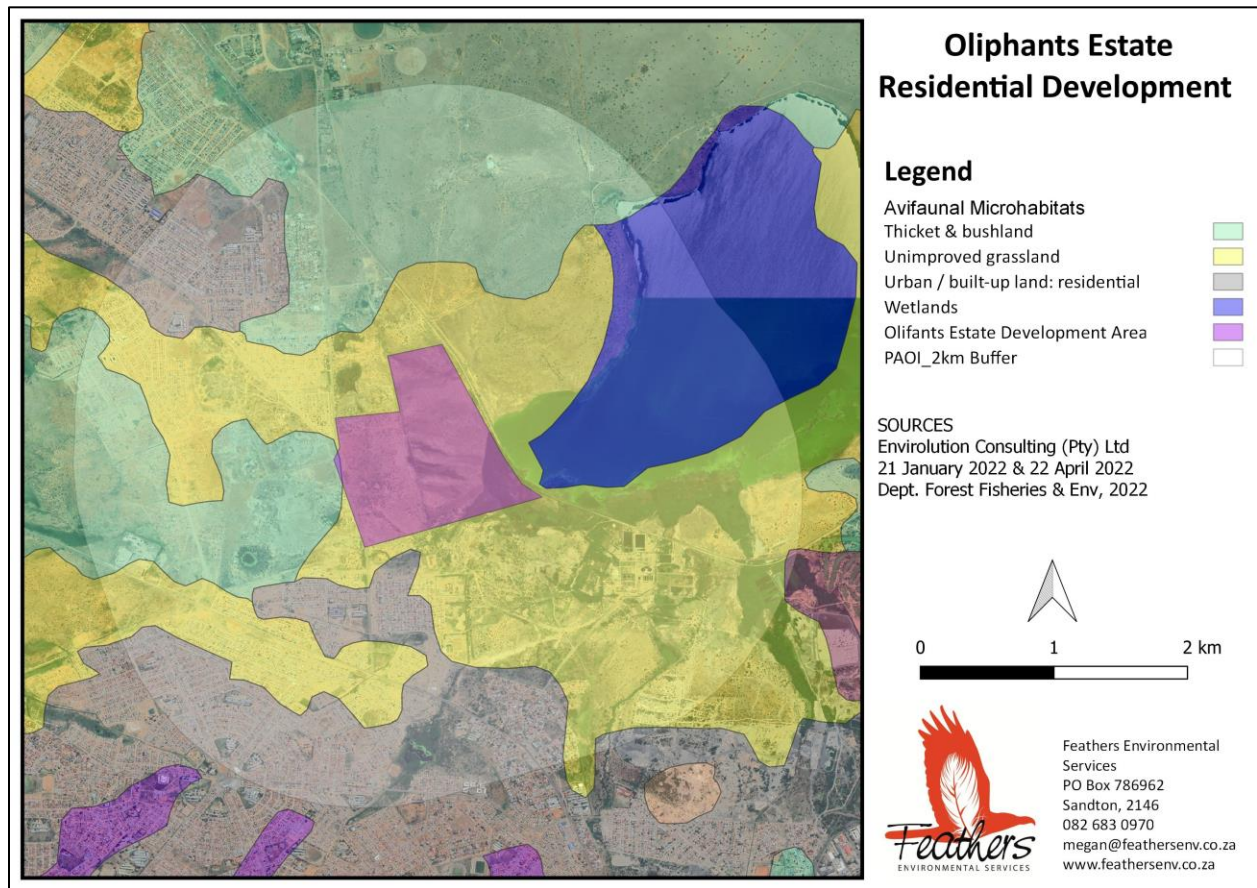 Oliphants Estate
Residential Development
Legend
Avifaunal Microhabitats
Thicket & bushland
Unimproved grassland
Urban / built-up land: residential
Wetlands
Olifants Estate Development Area
PAOI_2km Buffer
SOURCES
Envirolution Consulting (Pty) Ltd
21 January 2022 & 22 April 2022
Dept. Forest Fisheries & Env, 2022
0 1 2 km
Feathers
ENVIRONMENTAL SERVICES
Feathers Environmental
Services
PO Box 786962
Sandton, 2146
082 683 0970
megan@feathersenv.co.za
www.feathersenv.co.za